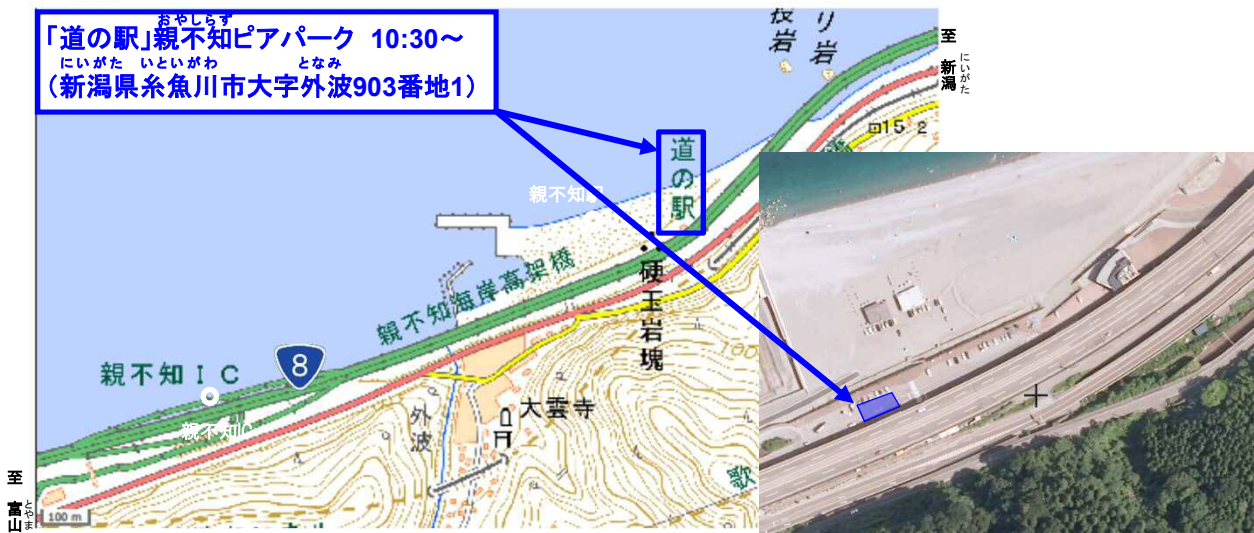 おやしらず
「道の駅」親不知ピアパーク 10:30～
にいがた いといがわ となみ
（新潟県糸魚川市大字外波903番地1）
り岩
至
新潟
にいがた
15 2
道の駅
親不知
硬玉岩塊
親不知海岸高架橋
8
親不知IC
親不知IC
外波
大雲寺
歌
至
富山
とやま
100 m